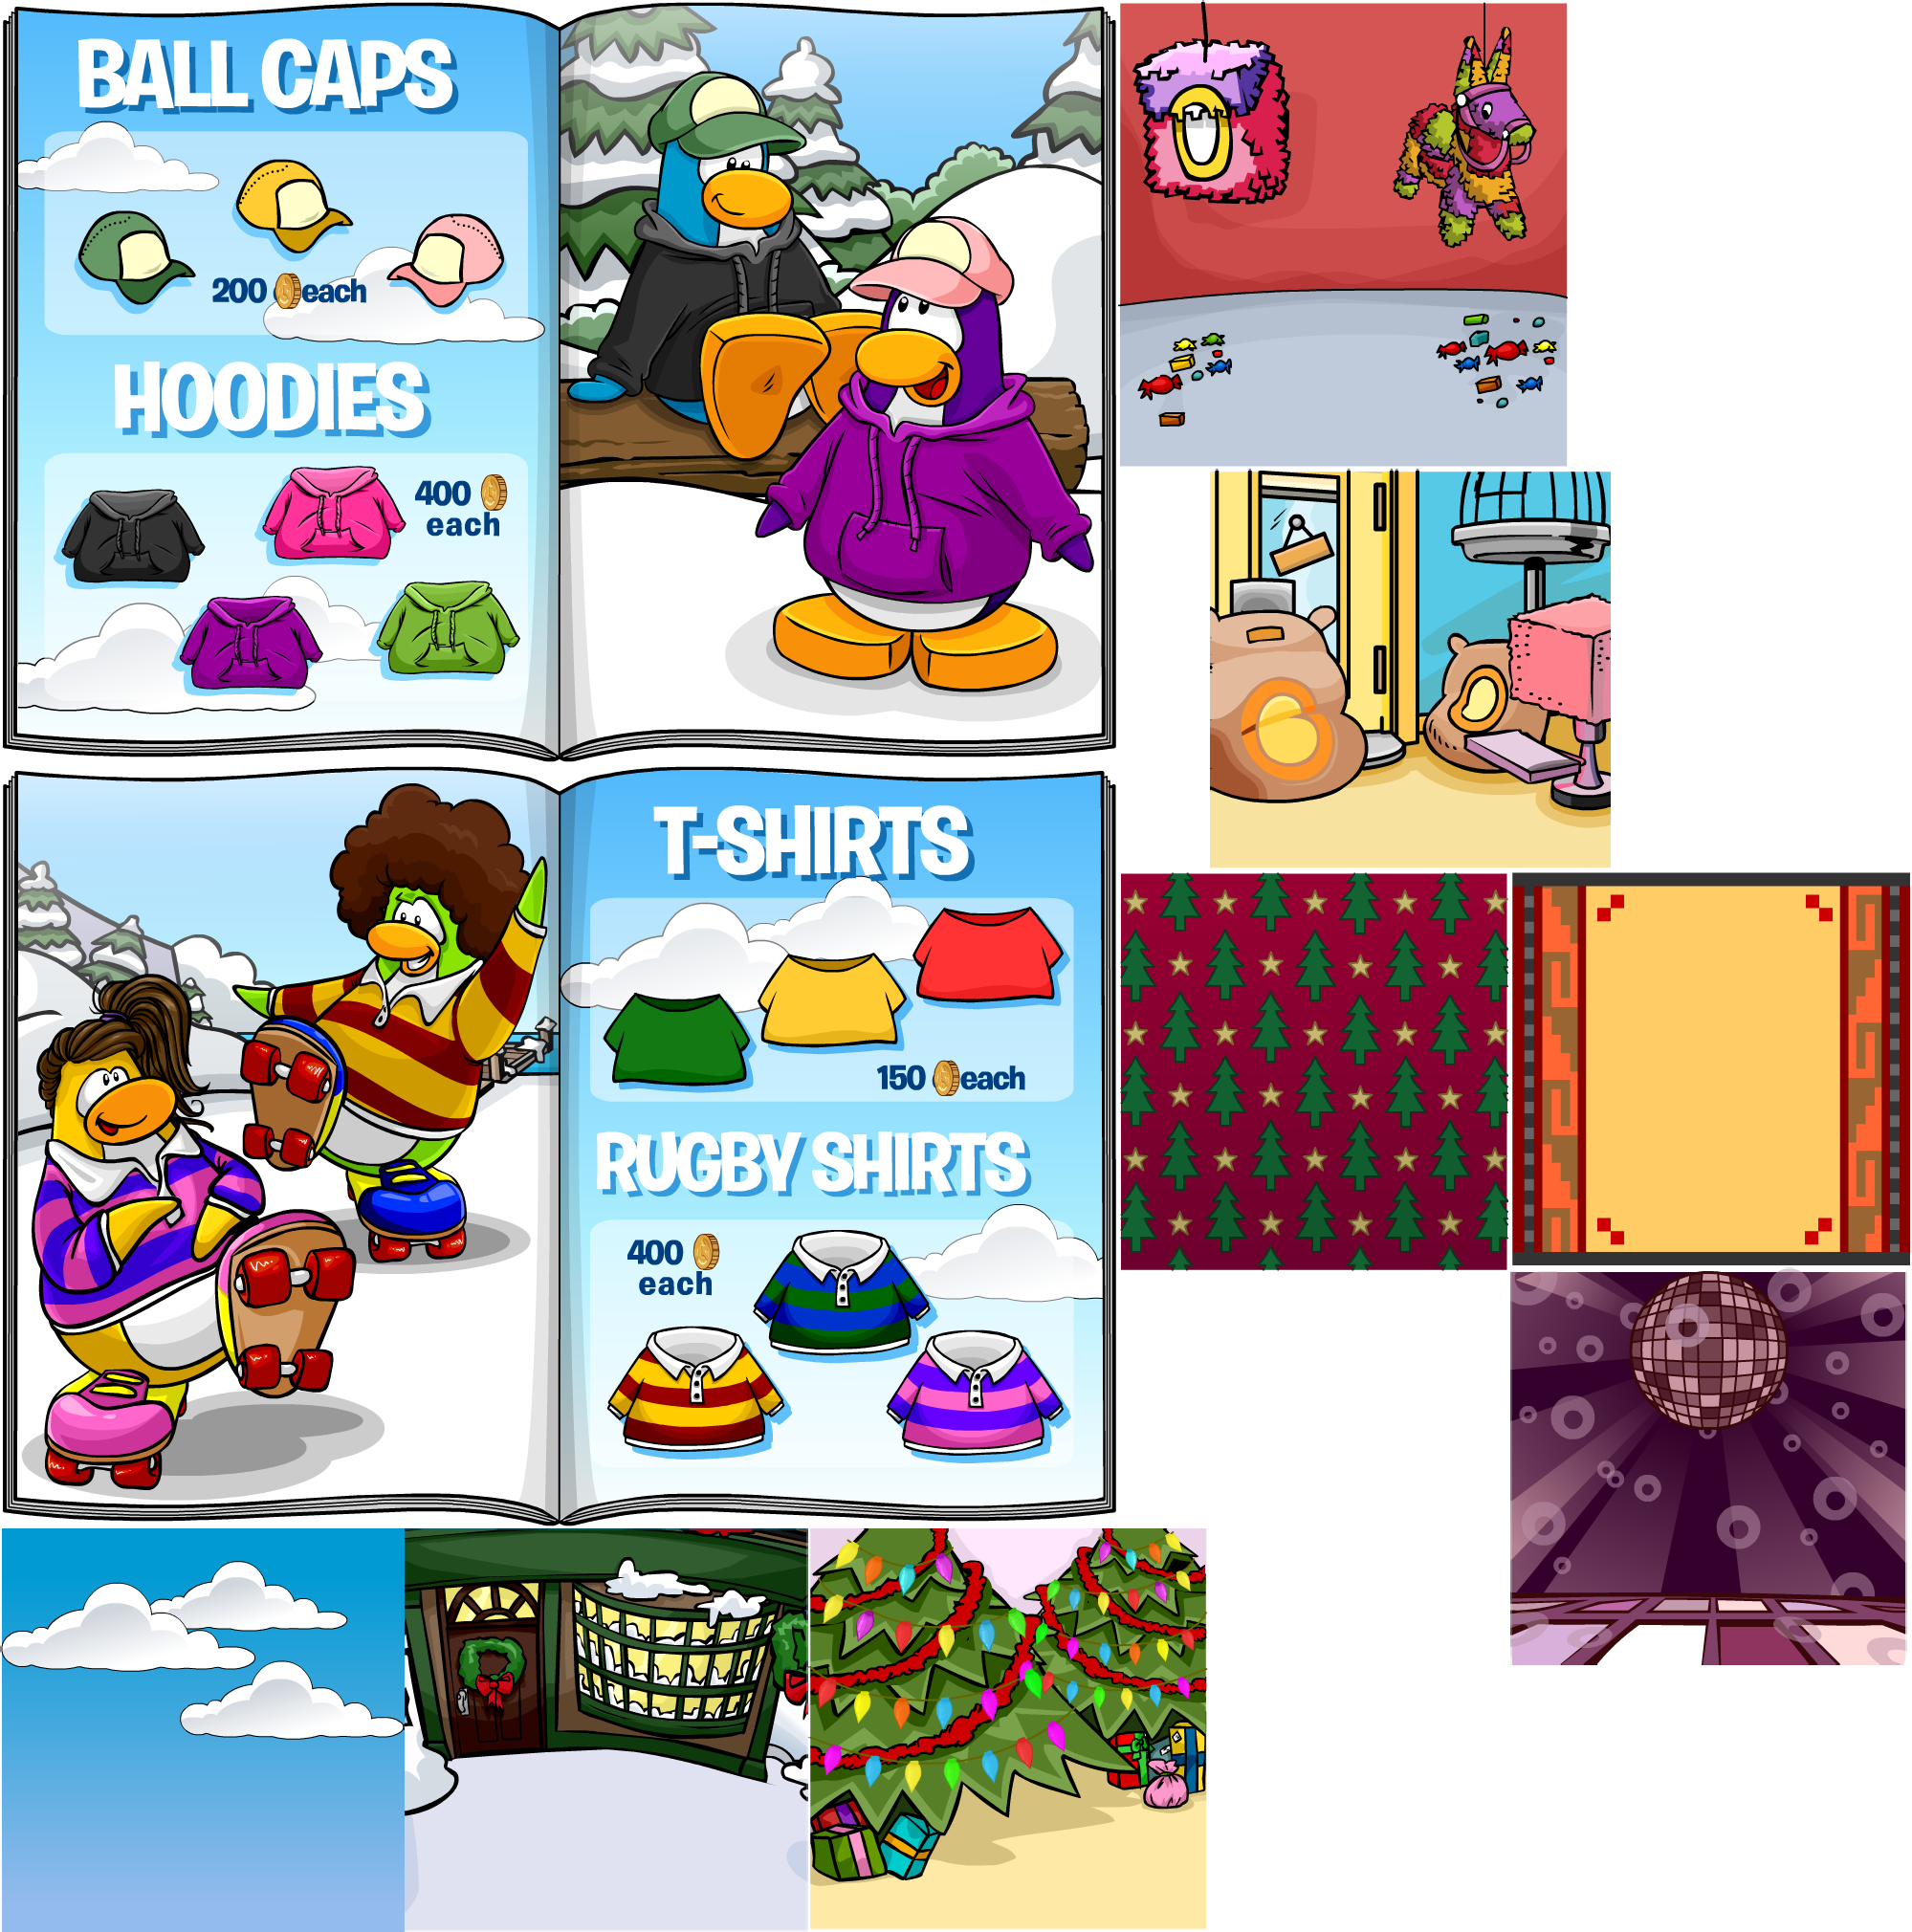 BALL CAPS
200 each
HOODIES
400
each
T-SHIRTS
150 each
RUGBY SHIRTS
400
each